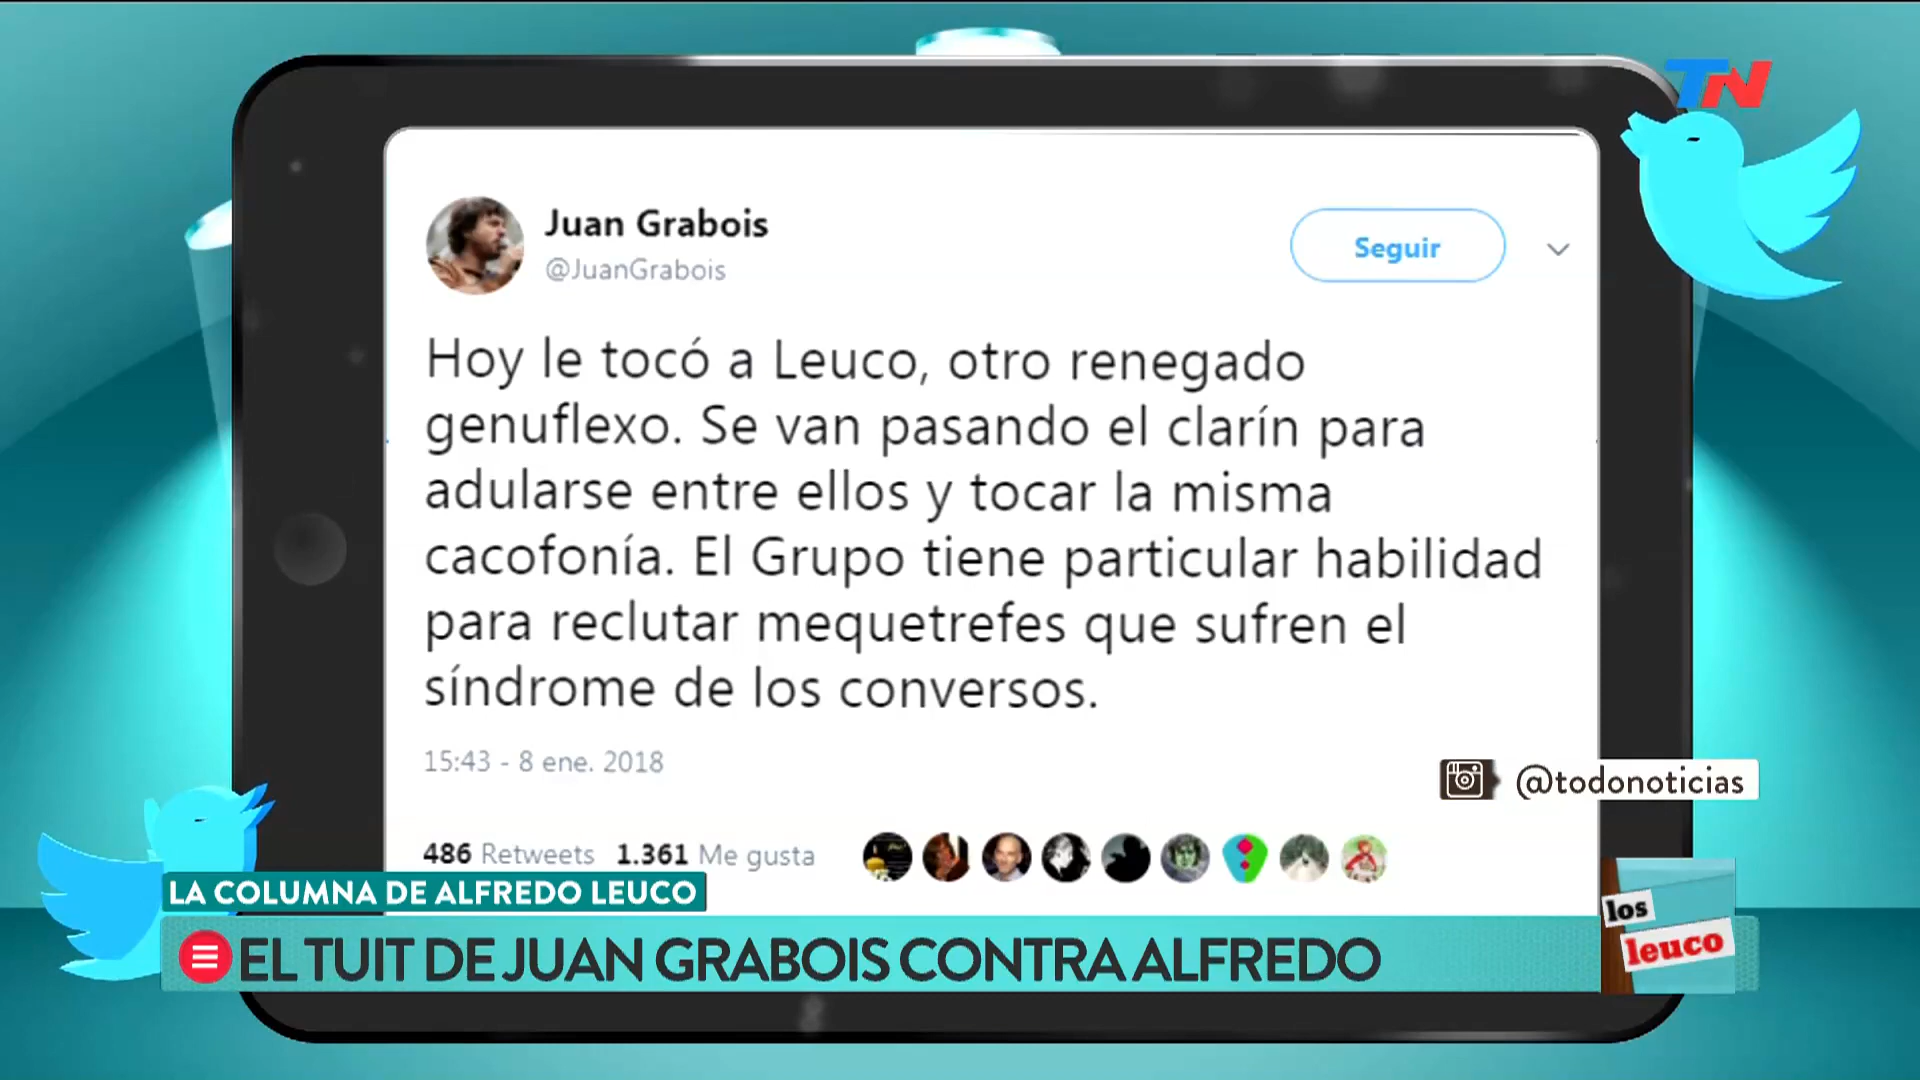 TN
Juan Grabois
@JuanGrabois
Seguir
Hoy le tocó a Leuco, otro renegado
genuflexo. Se van pasando el clarín para
adularse entre ellos y tocar la misma
cacofonía. El Grupo tiene particular habilidad
para reclutar mequetrefes que sufren el
síndrome de los conversos.
15:43 - 8 ene. 2018
@todonoticias
486 Retweets 1.361 Me gusta
LA COLUMNA DE ALFREDO LEUCO
EL TUIT DE JUAN GRABOIS CONTRA ALFREDO
los
leuco